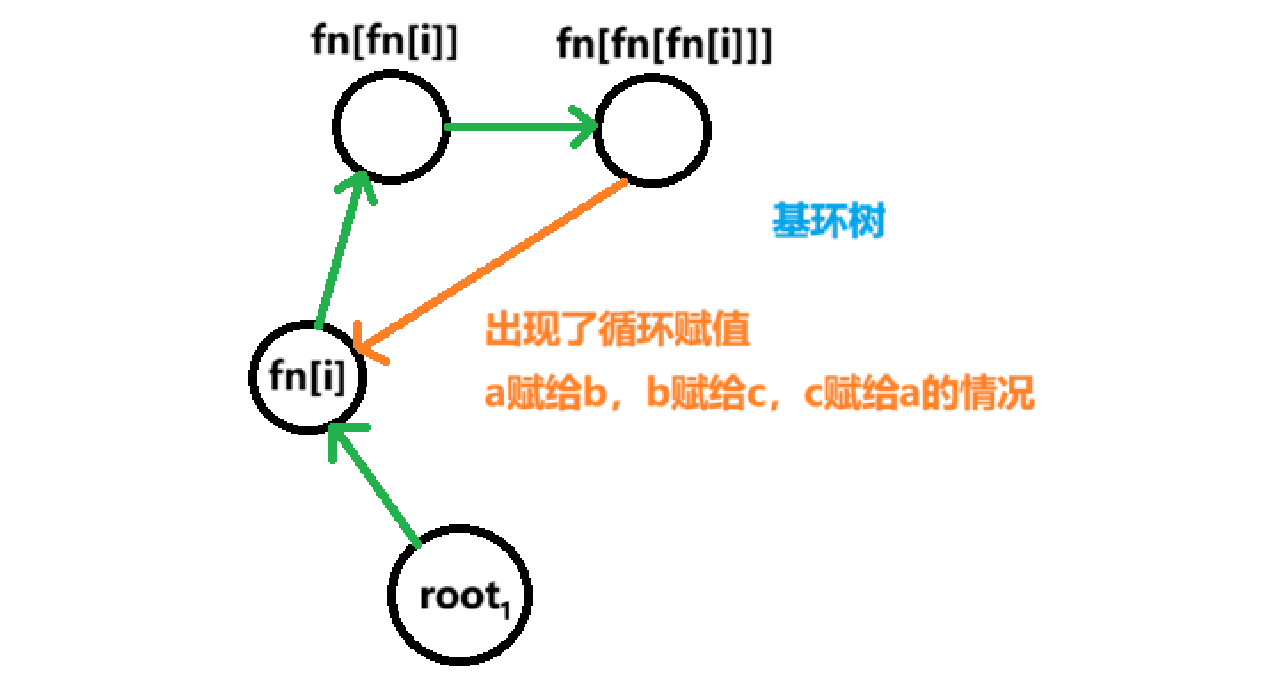 fn[fn[i]]
fn[fn[fn[i]]]
基环树
出现了循环赋值
fn[i]
a赋给b，b赋给c，c赋给a的情况
root₁